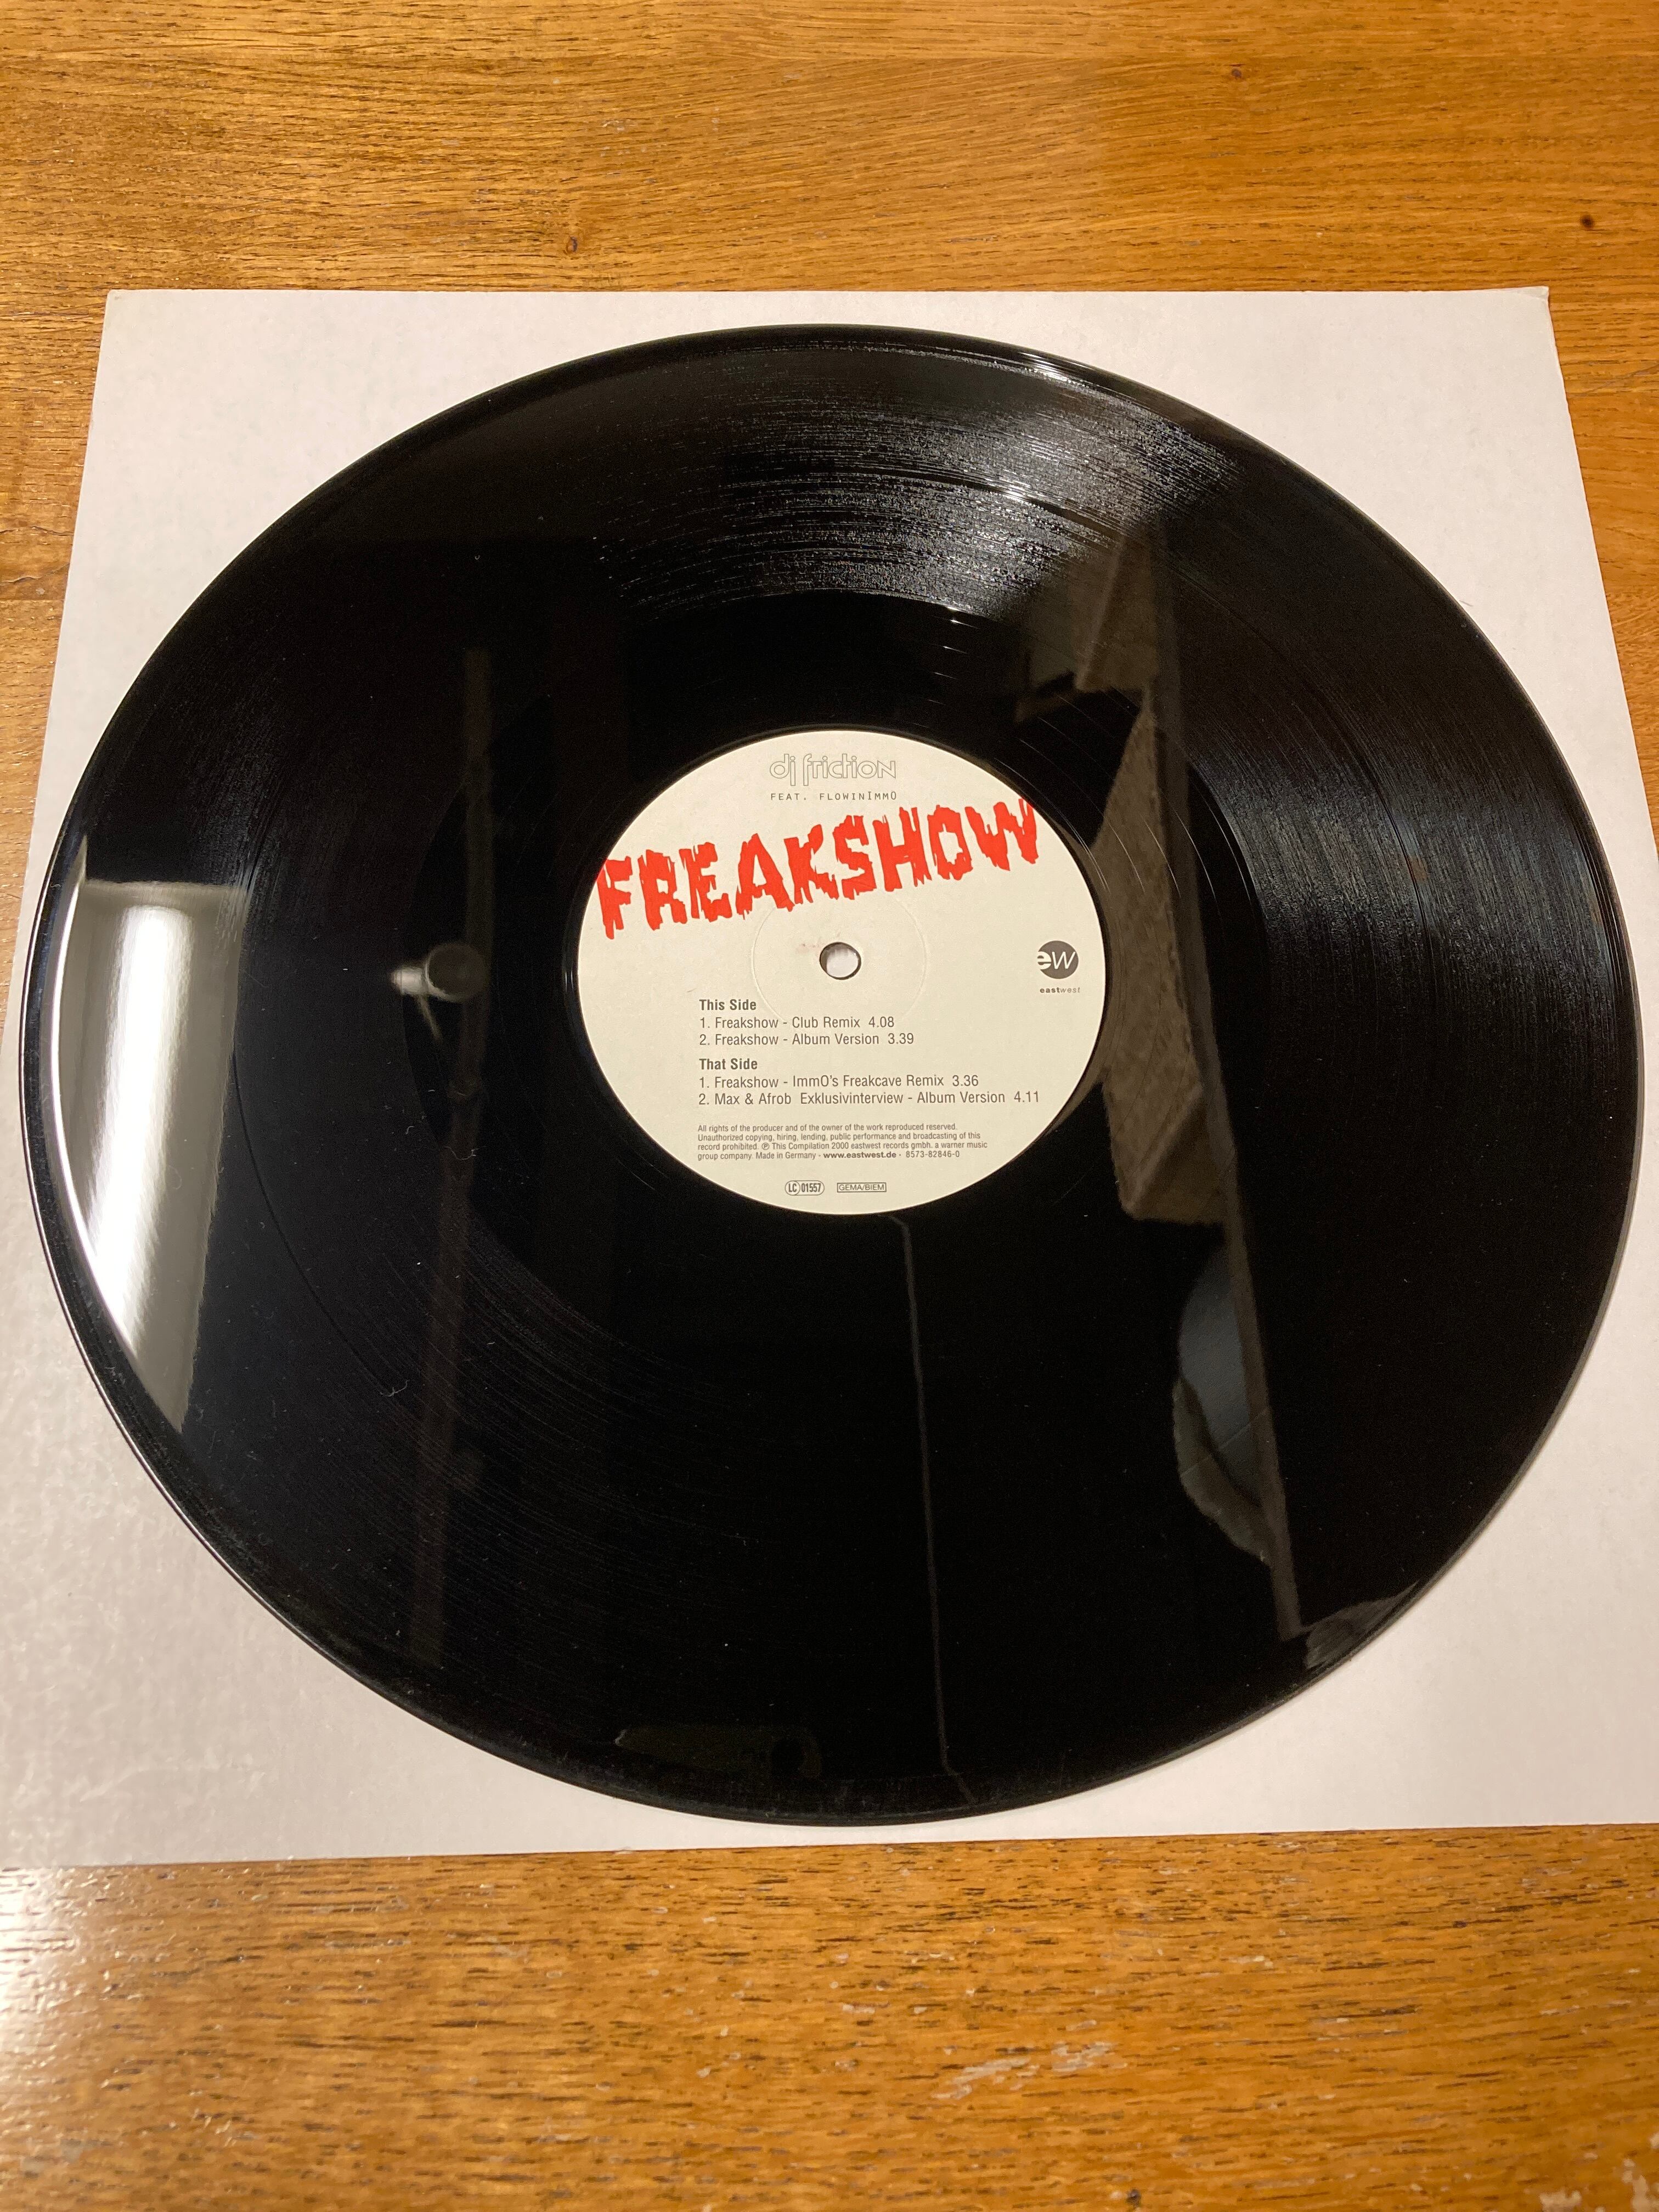 dj friction
FEAT. FLOWINIMMO
FREAKSHOW
ew
eastwest
This Side
1. Freakshow - Club Remix 4.08
2. Freakshow - Album Version 3.39
That Side
1. Freakshow - ImmO's Freakcave Remix 3.36
2. Max & Afrob Exklusivinterview - Album Version 4.11
All rights of the producer and of the owner of the work reproduced reserved.
Unauthorized copying, hiring, lending, public performance and broadcasting of this
record prohibited. ℗ This Compilation 2000 eastwest records gmbh. a warner music
group company. Made in Germany - www.eastwest.de - 8573-82846-0
LC 01557 GEMA/BIEM